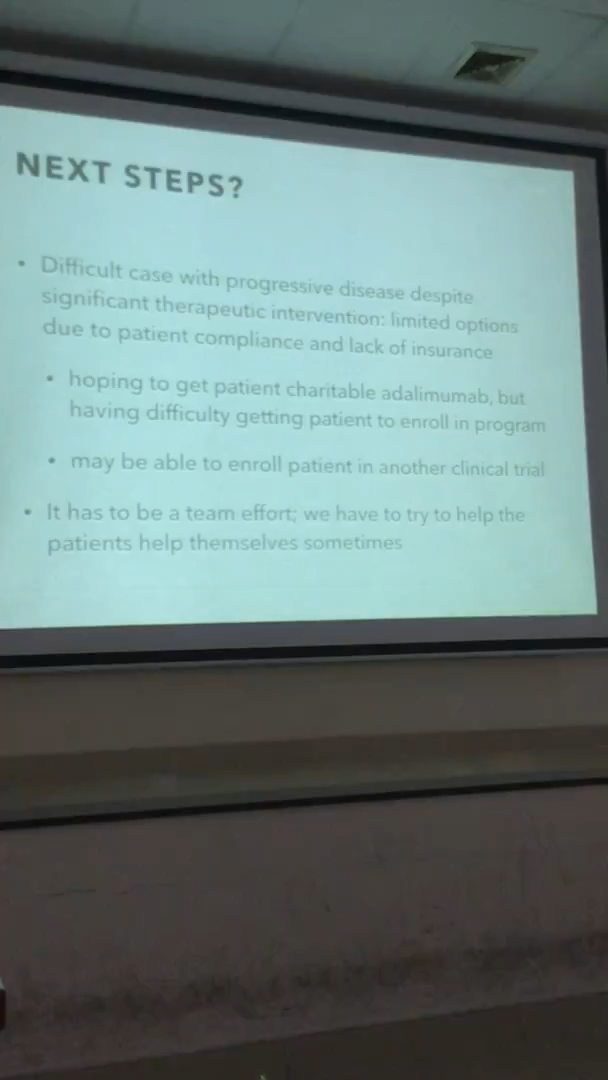 NEXT STEPS?
• Difficult case with progressive disease despite
significant therapeutic intervention: limited options
due to patient compliance and lack of insurance
• hoping to get patient charitable adalimumab, but
having difficulty getting patient to enroll in program
• may be able to enroll patient in another clinical trial
• It has to be a team effort; we have to try to help the
patients help themselves sometimes